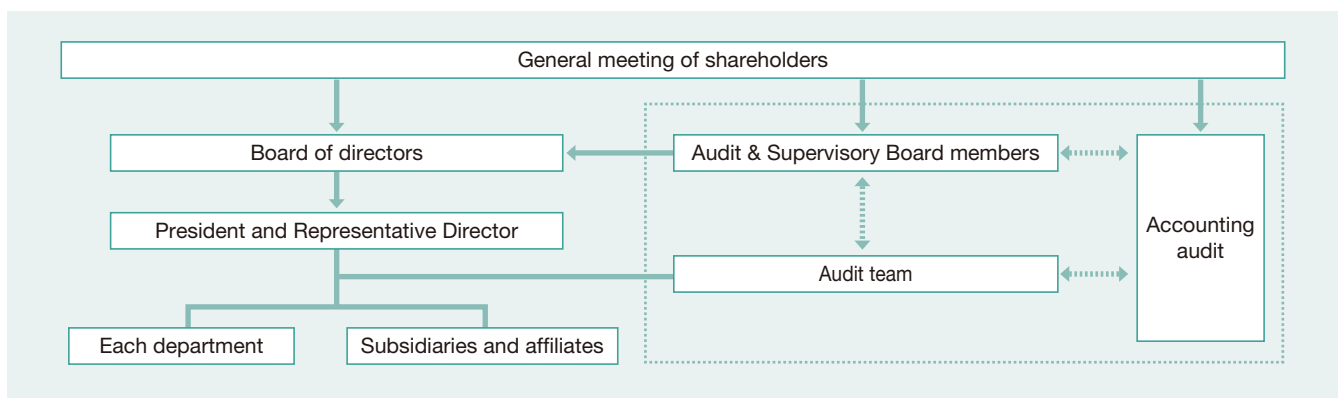 General meeting of shareholders
Board of directors
Audit & Supervisory Board members
President and Representative Director
Accounting
audit
Audit team
Each department
Subsidiaries and affiliates